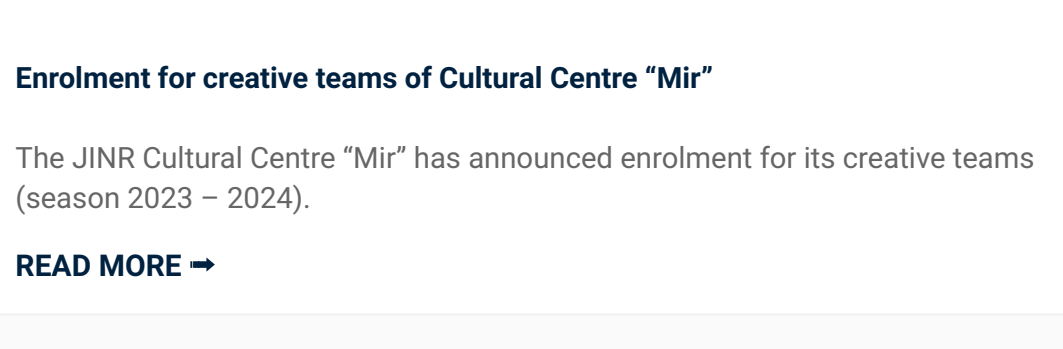 Enrolment for creative teams of Cultural Centre “Mir”
The JINR Cultural Centre “Mir” has announced enrolment for its creative teams
(season 2023 – 2024).
READ MORE ➡